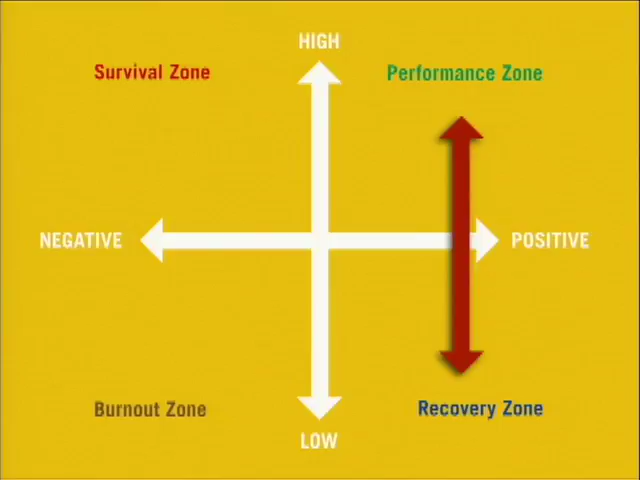 HIGH
Survival Zone
Performance Zone
NEGATIVE
POSITIVE
Burnout Zone
Recovery Zone
LOW